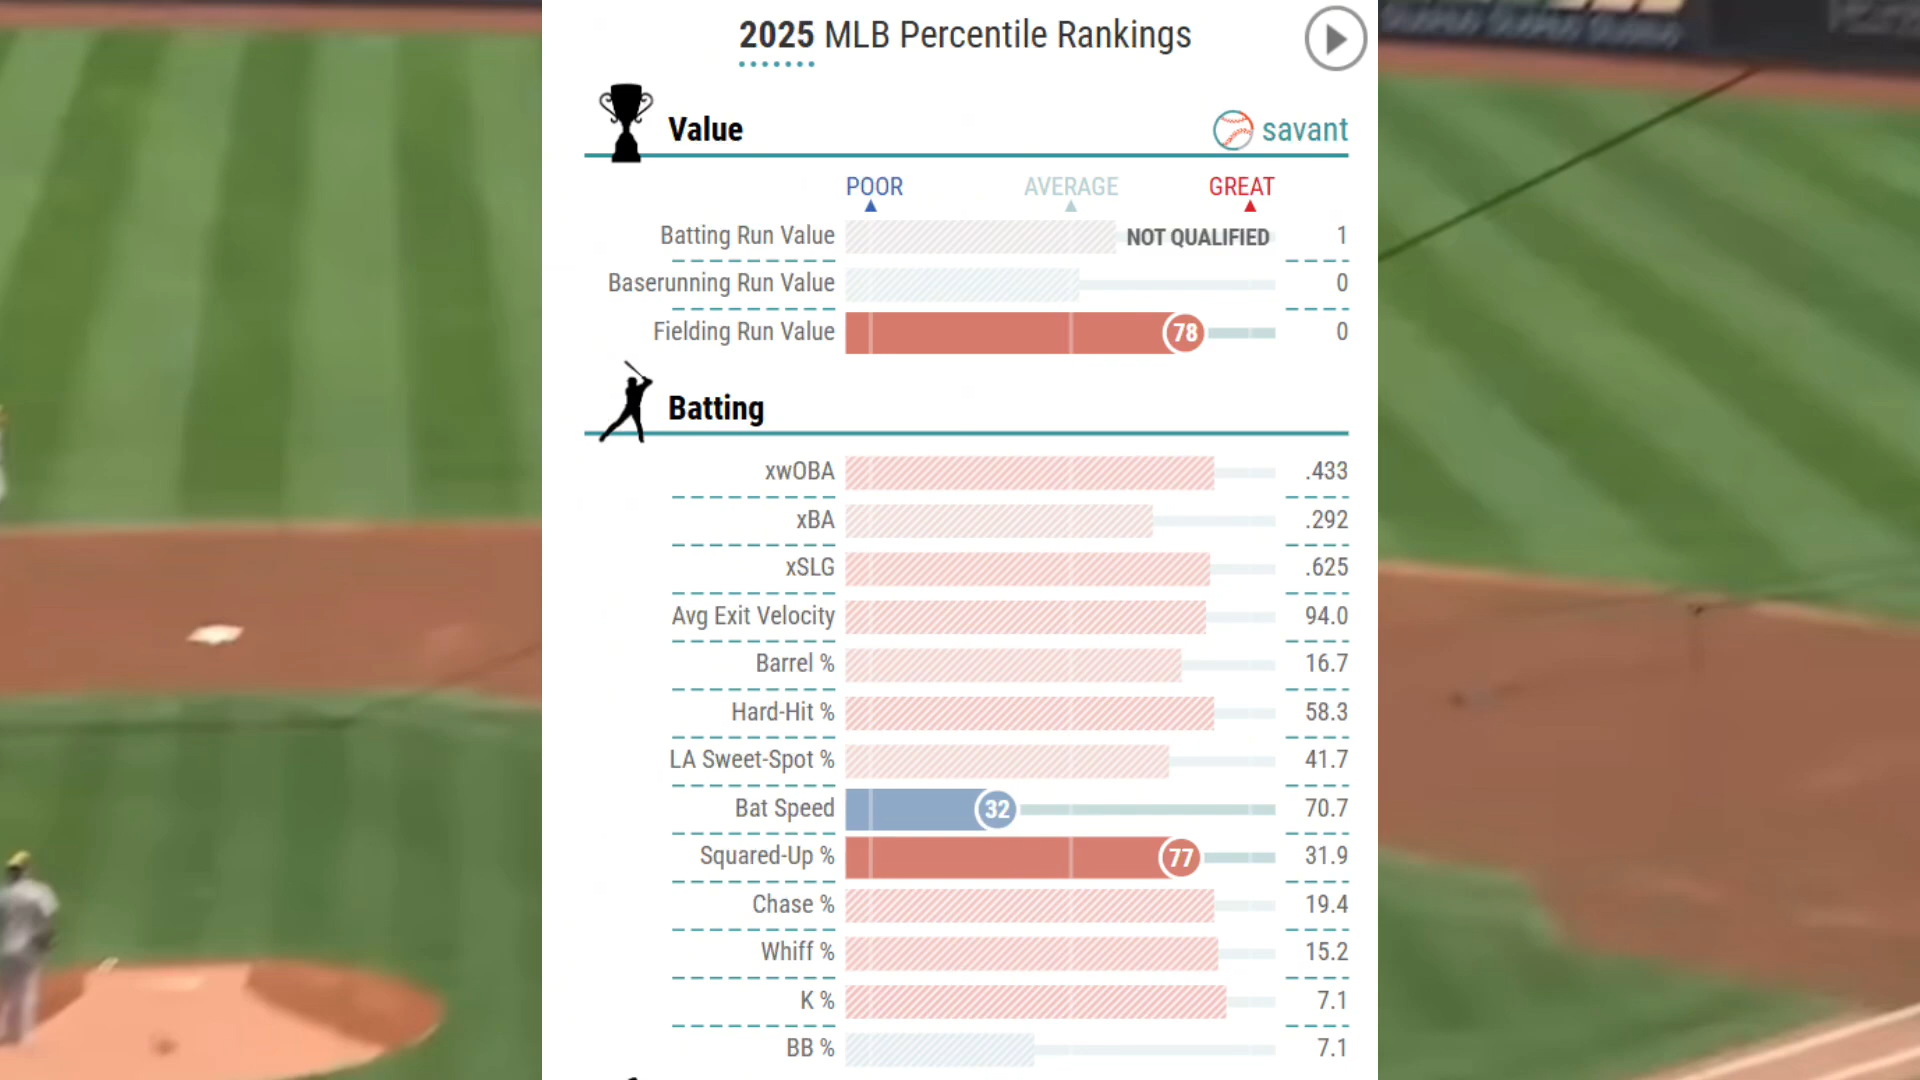 2025 MLB Percentile Rankings
Value
savant
POOR AVERAGE GREAT
Batting Run Value NOT QUALIFIED 1
Baserunning Run Value 0
Fielding Run Value 78 0
Batting
xwOBA .433
xBA .292
xSLG .625
Avg Exit Velocity 94.0
Barrel % 16.7
Hard-Hit % 58.3
LA Sweet-Spot % 41.7
Bat Speed 32 70.7
Squared-Up % 77 31.9
Chase % 19.4
Whiff % 15.2
K % 7.1
BB % 7.1